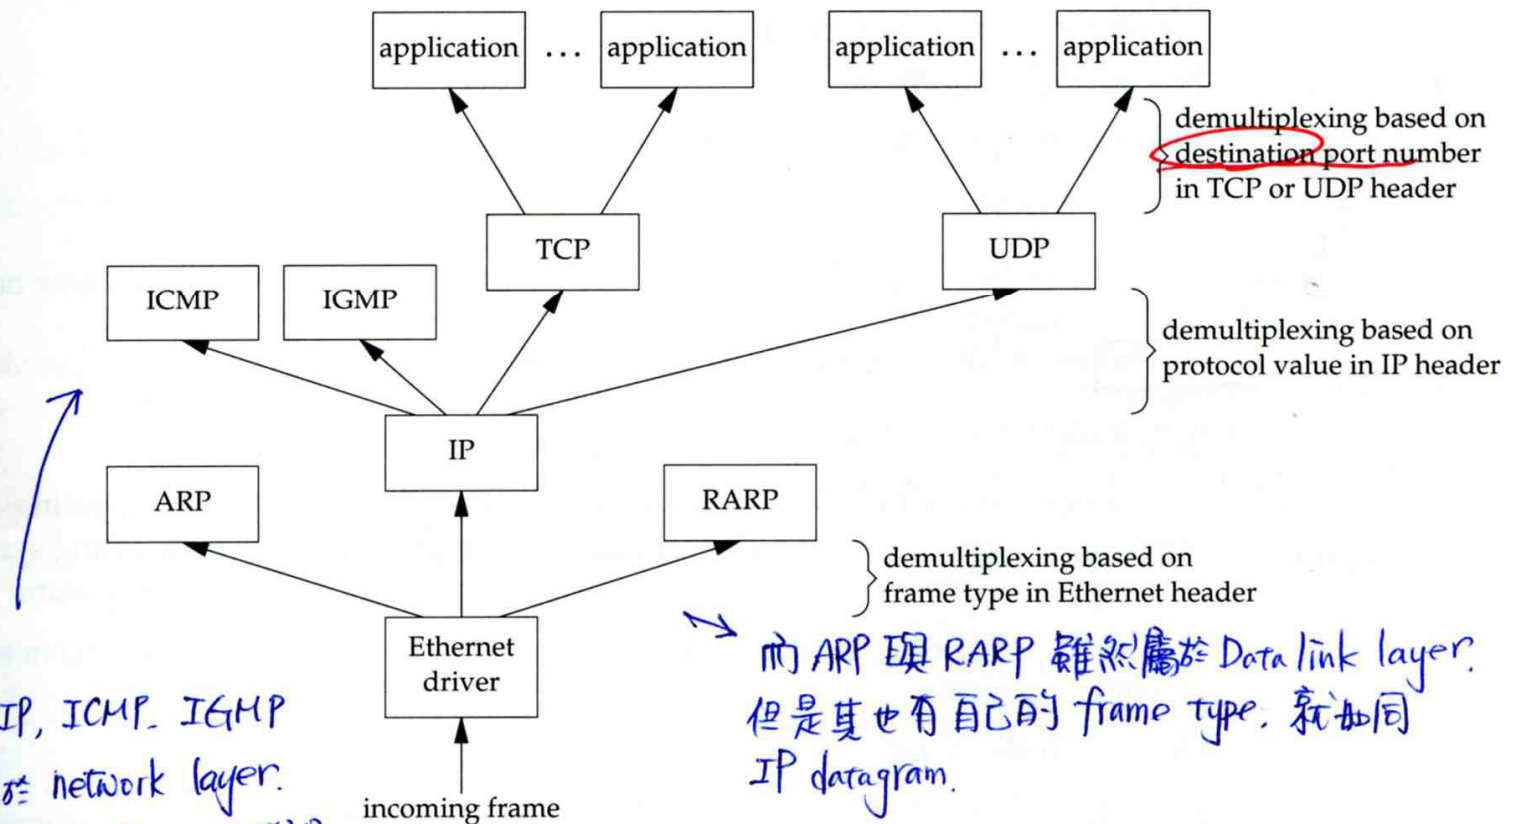 application ... application application ... application
demultiplexing based on
destination port number
in TCP or UDP header
TCP UDP
ICMP IGMP
demultiplexing based on
protocol value in IP header
IP
ARP RARP
demultiplexing based on
frame type in Ethernet header
Ethernet
driver
incoming frame
IP, ICMP. IGMP
於 network layer.
而 ARP 與 RARP 雖然屬於 Data link layer.
但是其也有自己的 frame type. 就如同
IP datagram.